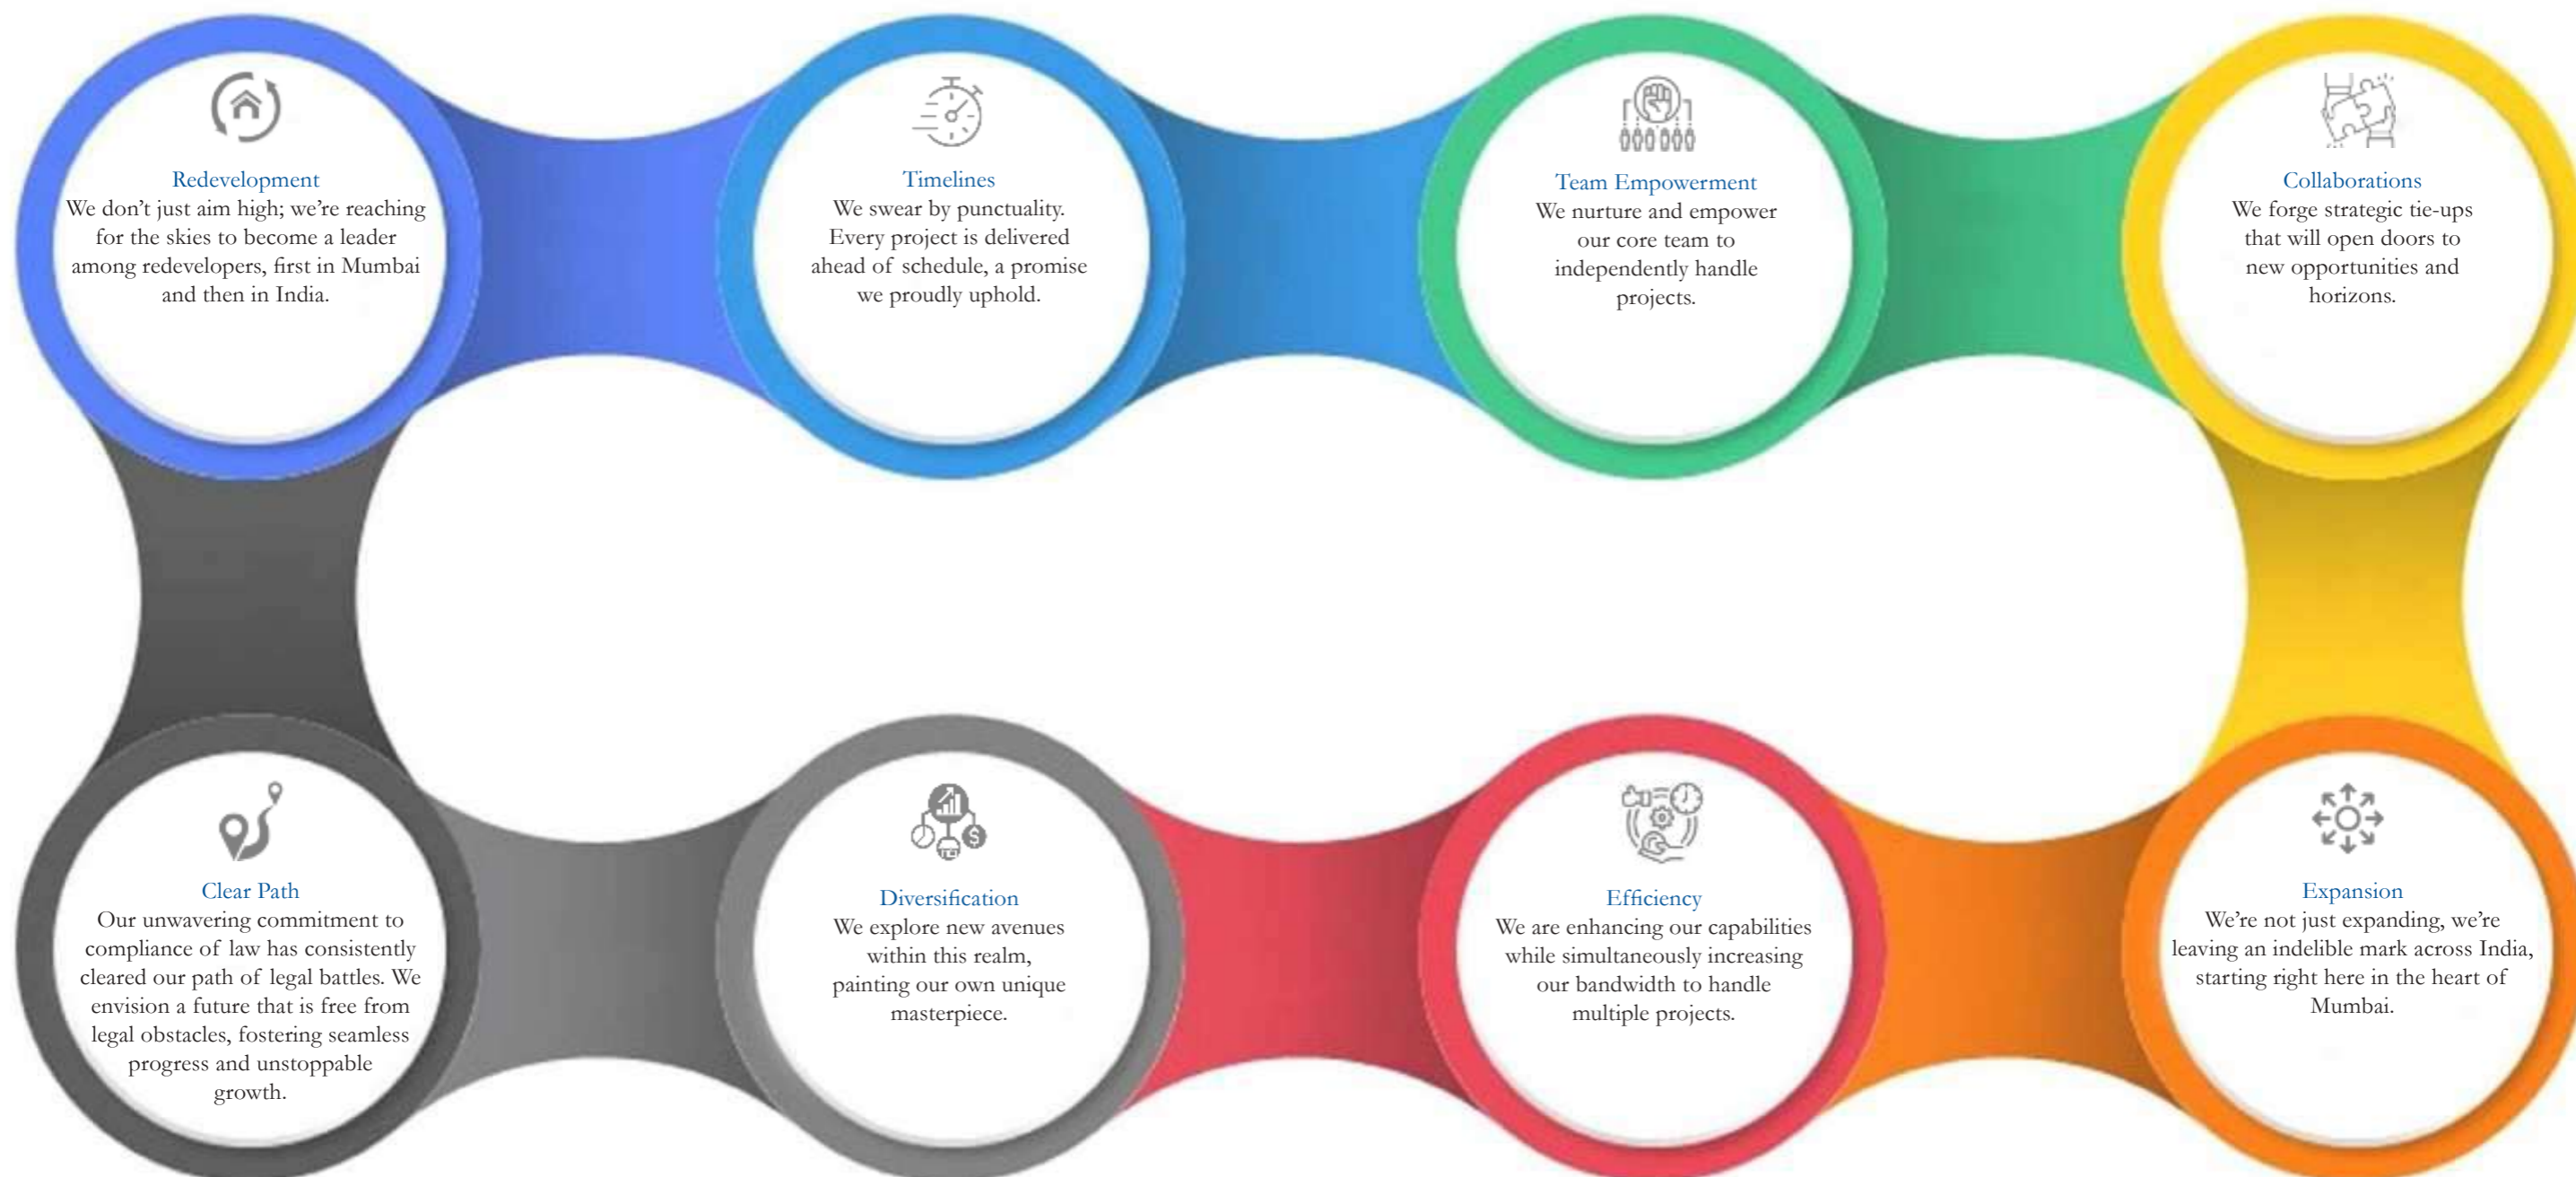 Redevelopment
We don’t just aim high; we’re reaching
for the skies to become a leader
among redevelopers, first in Mumbai
and then in India.
Timelines
We swear by punctuality.
Every project is delivered
ahead of schedule, a promise
we proudly uphold.
Team Empowerment
We nurture and empower
our core team to
independently handle
projects.
Collaborations
We forge strategic tie-ups
that will open doors to
new opportunities and
horizons.
Clear Path
Our unwavering commitment to
compliance of law has consistently
cleared our path of legal battles. We
envision a future that is free from
legal obstacles, fostering seamless
progress and unstoppable
growth.
Diversification
We explore new avenues
within this realm,
painting our own unique
masterpiece.
Efficiency
We are enhancing our capabilities
while simultaneously increasing
our bandwidth to handle
multiple projects.
Expansion
We’re not just expanding, we’re
leaving an indelible mark across India,
starting right here in the heart of
Mumbai.